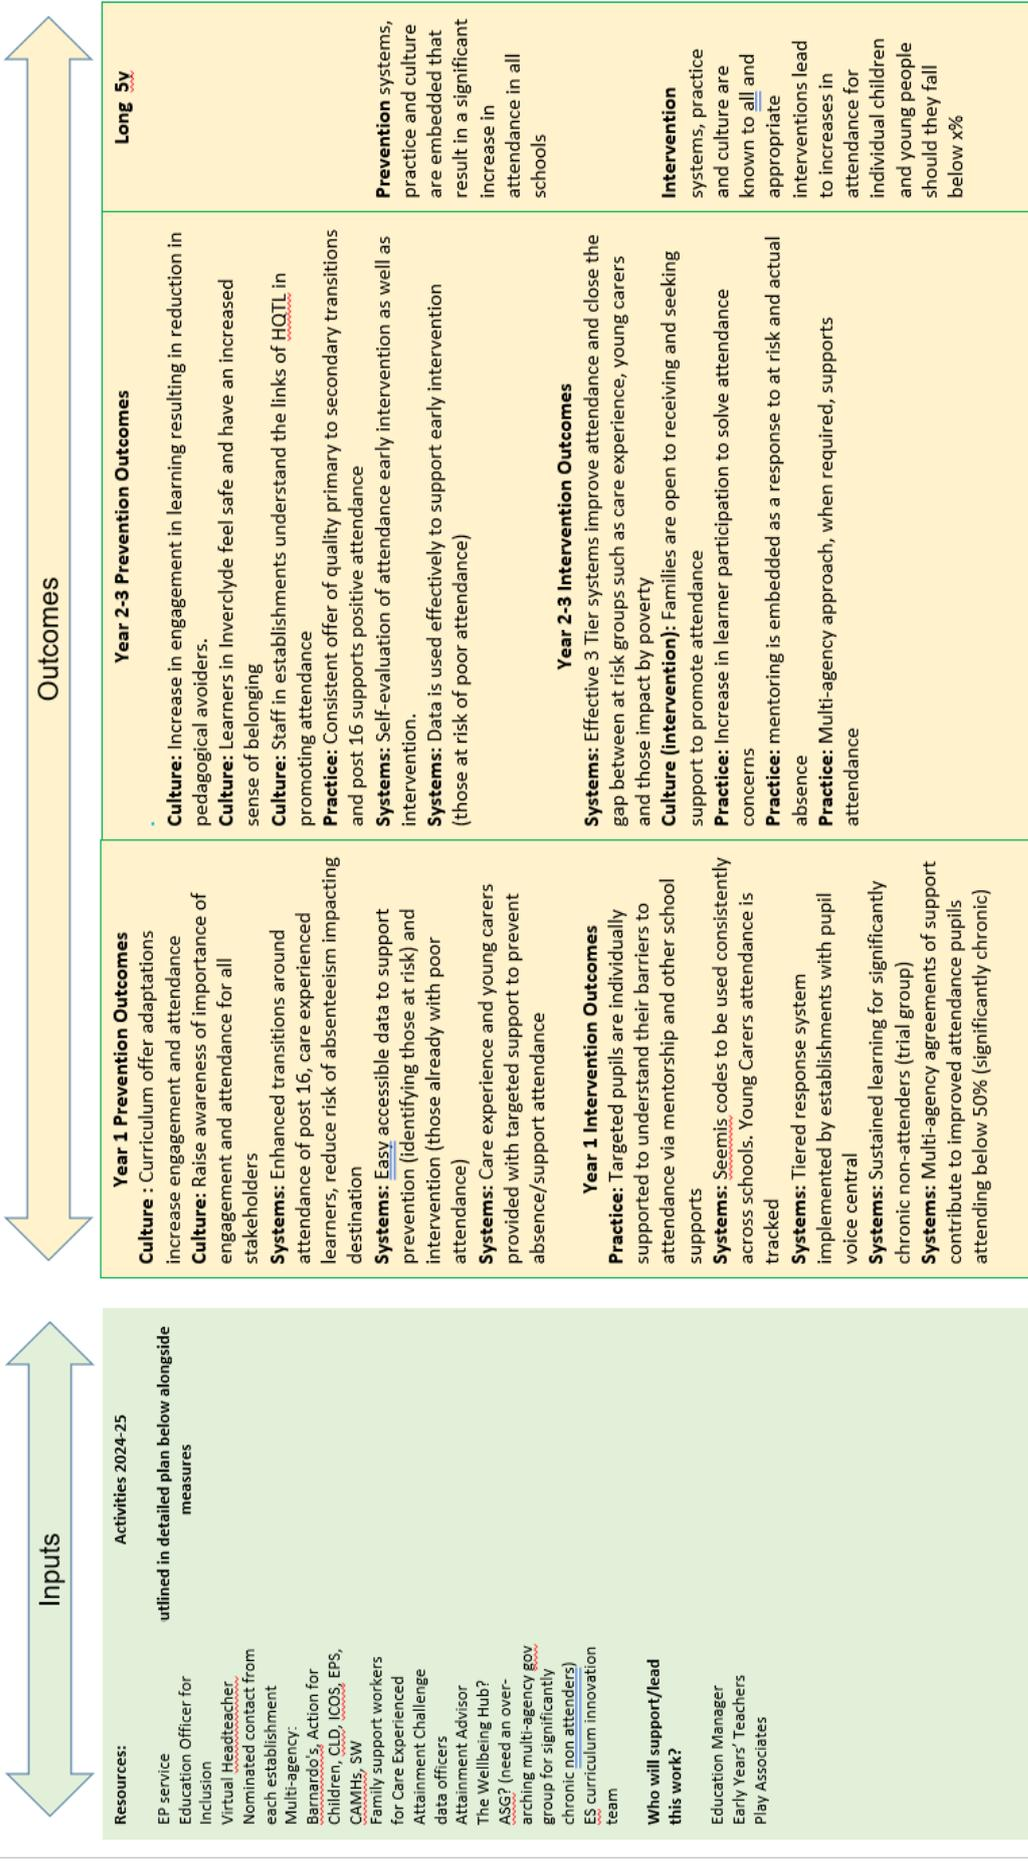 Inputs
Outcomes
Resources:
EP service
Education Officer for
Inclusion
Virtual Headteacher
Nominated contact from
each establishment
Multi-agency:
Barnardo's, Action for
Children, CLD, ICOS, EPS,
CAMHs, SW
Family support workers
for Care Experienced
Attainment Challenge
data officers
Attainment Advisor
The Wellbeing Hub?
ASG? (need an over-
arching multi-agency gov
group for significantly
chronic non attenders)
ES curriculum innovation
team
Who will support/lead
this work?
Education Manager
Early Years' Teachers
Play Associates
Activities 2024-25
utlined in detailed plan below alongside
measures
Year 1 Prevention Outcomes
Culture : Curriculum offer adaptations
increase engagement and attendance
Culture: Raise awareness of importance of
engagement and attendance for all
stakeholders
Systems: Enhanced transitions around
attendance of post 16, care experienced
learners, reduce risk of absenteeism impacting
destination
Systems: Easy accessible data to support
prevention (identifying those at risk) and
intervention (those already with poor
attendance)
Systems: Care experience and young carers
provided with targeted support to prevent
absence/support attendance
Year 1 Intervention Outcomes
Practice: Targeted pupils are individually
supported to understand their barriers to
attendance via mentorship and other school
supports
Systems: Seemis codes to be used consistently
across schools. Young Carers attendance is
tracked
Systems: Tiered response system
implemented by establishments with pupil
voice central
Systems: Sustained learning for significantly
chronic non-attenders (trial group)
Systems: Multi-agency agreements of support
contribute to improved attendance pupils
attending below 50% (significantly chronic)
Year 2-3 Prevention Outcomes
Culture: Increase in engagement in learning resulting in reduction in
pedagogical avoiders.
Culture: Learners in Inverclyde feel safe and have an increased
sense of belonging
Culture: Staff in establishments understand the links of HQTL in
promoting attendance
Practice: Consistent offer of quality primary to secondary transitions
and post 16 supports positive attendance
Systems: Self-evaluation of attendance early intervention as well as
intervention.
Systems: Data is used effectively to support early intervention
(those at risk of poor attendance)
Year 2-3 Intervention Outcomes
Systems: Effective 3 Tier systems improve attendance and close the
gap between at risk groups such as care experience, young carers
and those impact by poverty
Culture (intervention): Families are open to receiving and seeking
support to promote attendance
Practice: Increase in learner participation to solve attendance
concerns
Practice: mentoring is embedded as a response to at risk and actual
absence
Practice: Multi-agency approach, when required, supports
attendance
Long 5y
Prevention systems,
practice and culture
are embedded that
result in a significant
increase in
attendance in all
schools
Intervention
systems, practice
and culture are
known to all and
appropriate
interventions lead
to increases in
attendance for
individual children
and young people
should they fall
below x%